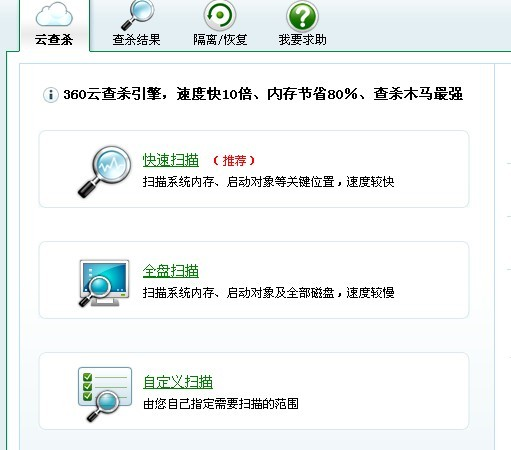 云查杀
查杀结果
隔离/恢复
我要求助
360云查杀引擎，速度快10倍、内存节省80%、查杀木马最强
快速扫描 （推荐）
扫描系统内存、启动对象等关键位置，速度较快
全盘扫描
扫描系统内存、启动对象及全部磁盘，速度较慢
自定义扫描
由您自己指定需要扫描的范围